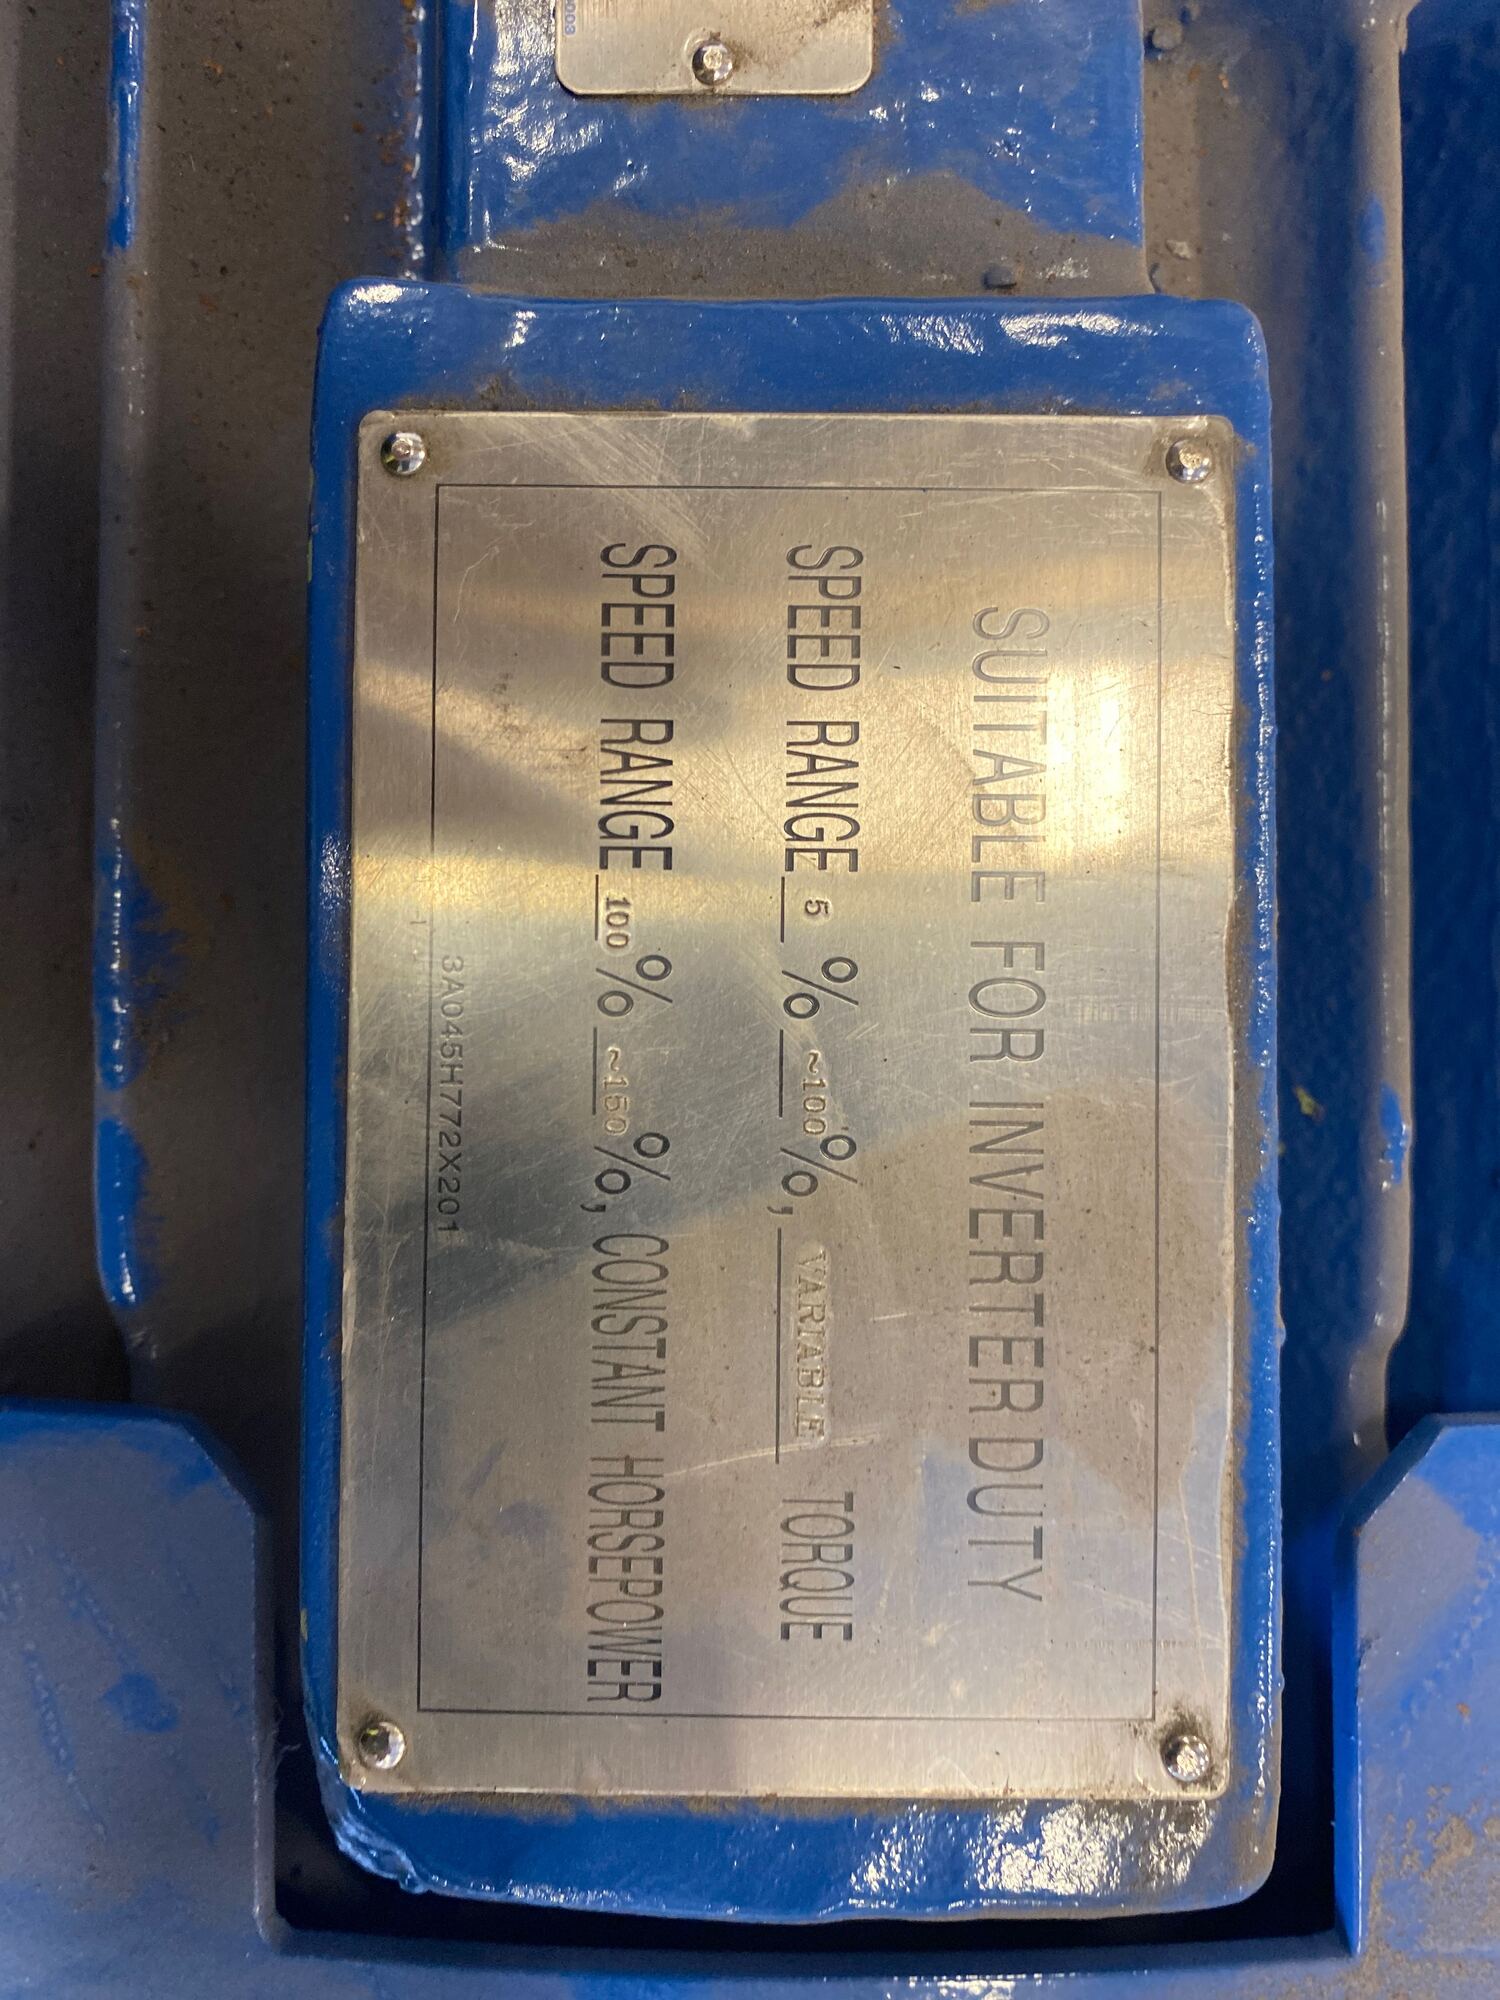 SUITABLE FOR INVERTER DUTY
SPEED RANGE 5 % ~100%, VARIABLE TORQUE
SPEED RANGE 100 % ~150%, CONSTANT HORSEPOWER
3A045H772X201